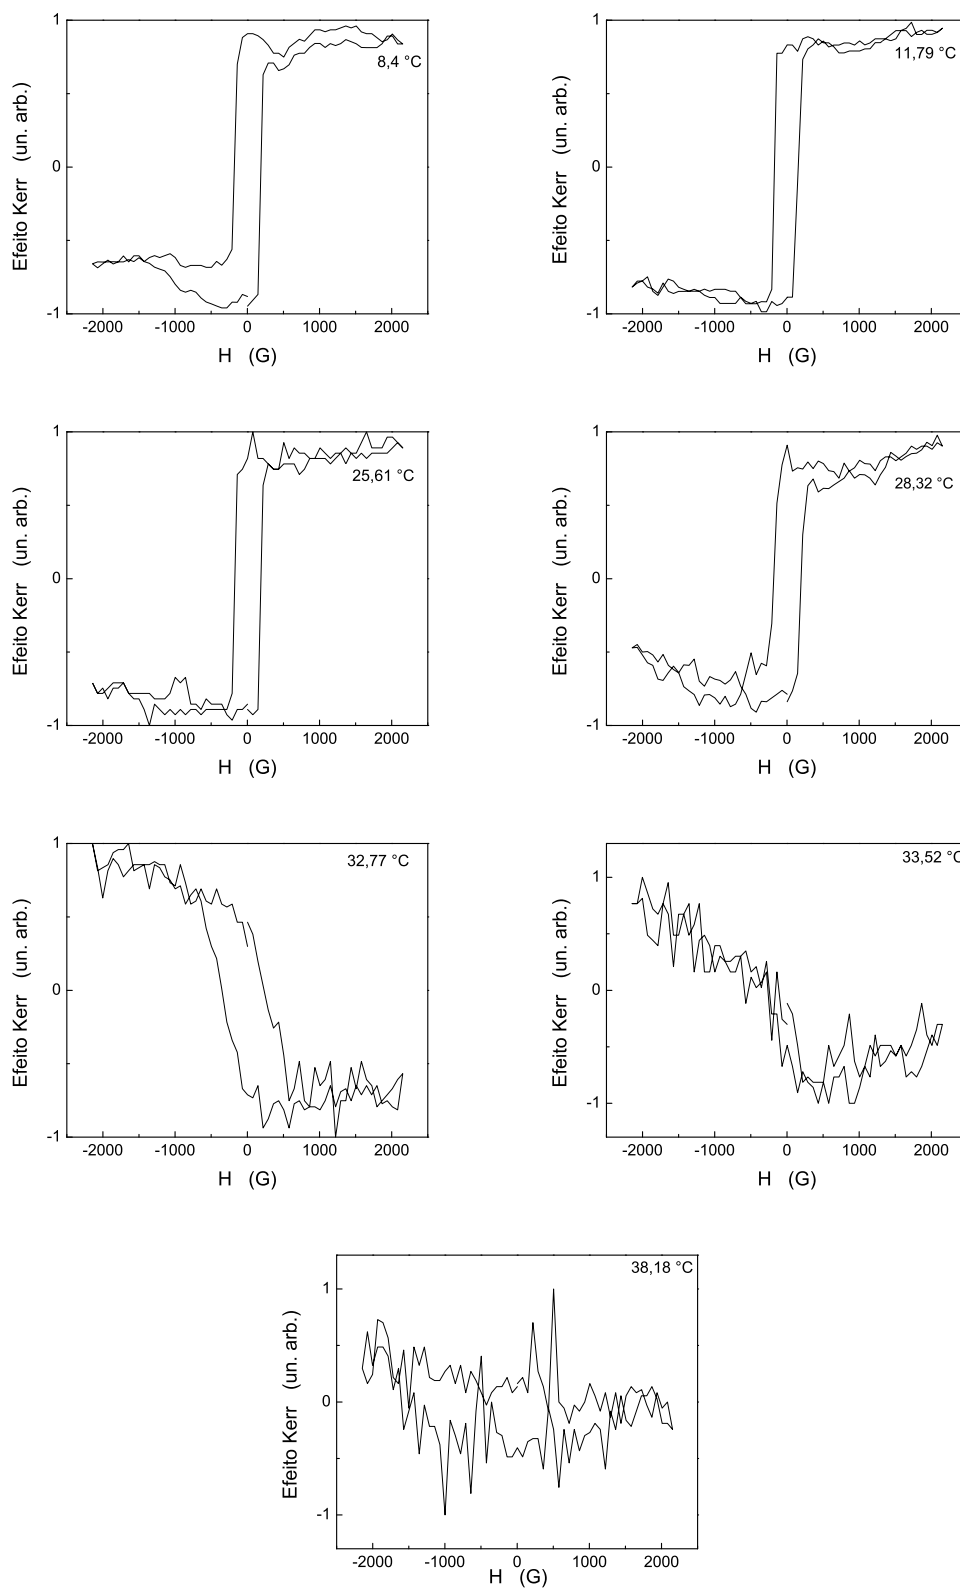 1
8,4 °C
0
-1
-2000 -1000 0 1000 2000
Efeito Kerr (un. arb.)
H (G)
1
11,79 °C
0
-1
-2000 -1000 0 1000 2000
Efeito Kerr (un. arb.)
H (G)
1
25,61 °C
0
-1
-2000 -1000 0 1000 2000
Efeito Kerr (un. arb.)
H (G)
1
28,32 °C
0
-1
-2000 -1000 0 1000 2000
Efeito Kerr (un. arb.)
H (G)
1
32,77 °C
0
-1
-2000 -1000 0 1000 2000
Efeito Kerr (un. arb.)
H (G)
33,52 °C
1
0
-1
-2000 -1000 0 1000 2000
Efeito Kerr (un. arb.)
H (G)
38,18 °C
1
0
-1
-2000 -1000 0 1000 2000
Efeito Kerr (un. arb.)
H (G)